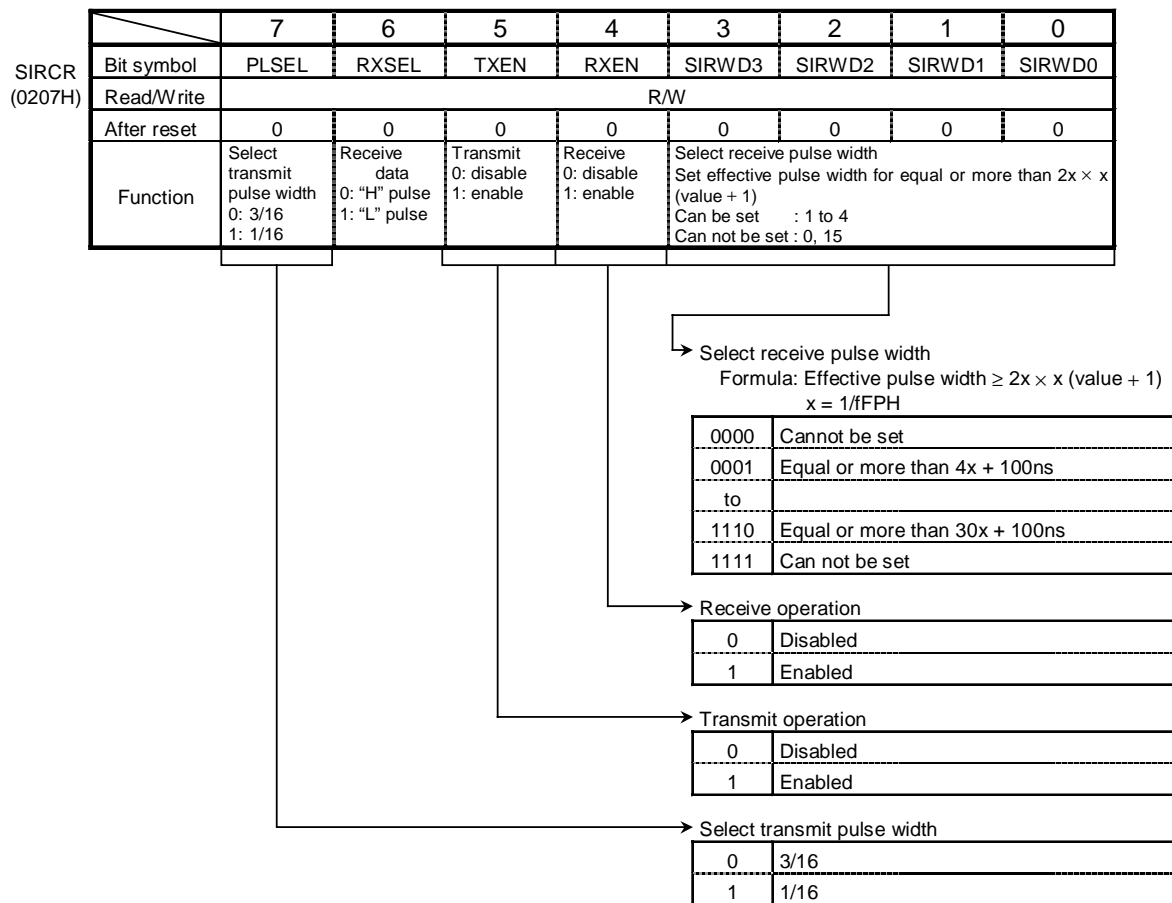 7 6 5 4 3 2 1 0
SIRCR
(0207H)
Bit symbol PLSEL RXSEL TXEN RXEN SIRWD3 SIRWD2 SIRWD1 SIRWD0
Read/Write R/W
After reset 0 0 0 0 0 0 0 0
Function
Select
transmit
pulse width
0: 3/16
1: 1/16
Receive
data
0: “H” pulse
1: “L” pulse
Transmit
0: disable
1: enable
Receive
0: disable
1: enable
Select receive pulse width
Set effective pulse width for equal or more than 2x × x
(value + 1)
Can be set : 1 to 4
Can not be set : 0, 15
Select receive pulse width
Formula: Effective pulse width ≥ 2x × x (value + 1)
x = 1/fFPH
0000 Cannot be set
0001 Equal or more than 4x + 100ns
to
1110 Equal or more than 30x + 100ns
1111 Can not be set
Receive operation
0 Disabled
1 Enabled
Transmit operation
0 Disabled
1 Enabled
Select transmit pulse width
0 3/16
1 1/16